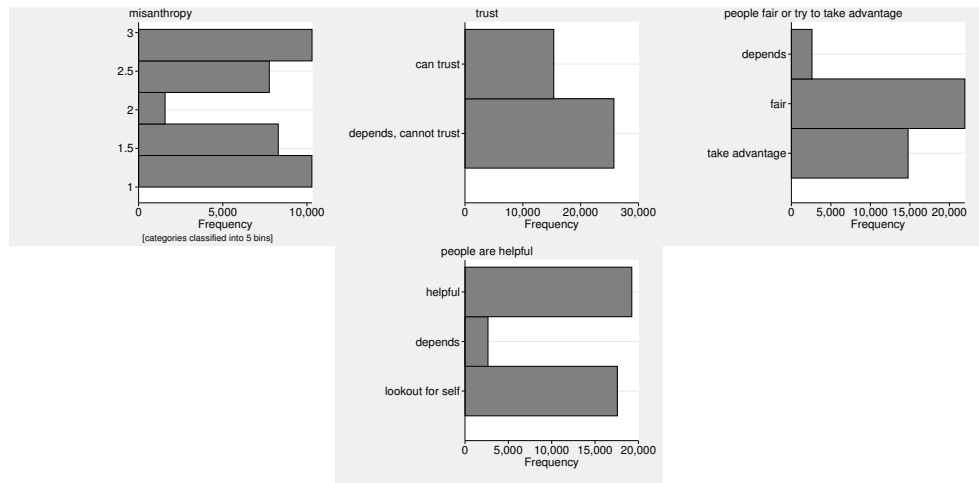 misanthropy
3
2.5
2
1.5
1
0 5,000 10,000
Frequency
[categories classified into 5 bins]
trust
can trust
depends, cannot trust
0 10,000 20,000 30,000
Frequency
people fair or try to take advantage
depends
fair
take advantage
0 5,000 10,000 15,000 20,000
Frequency
people are helpful
helpful
depends
lookout for self
0 5,000 10,000 15,000 20,000
Frequency